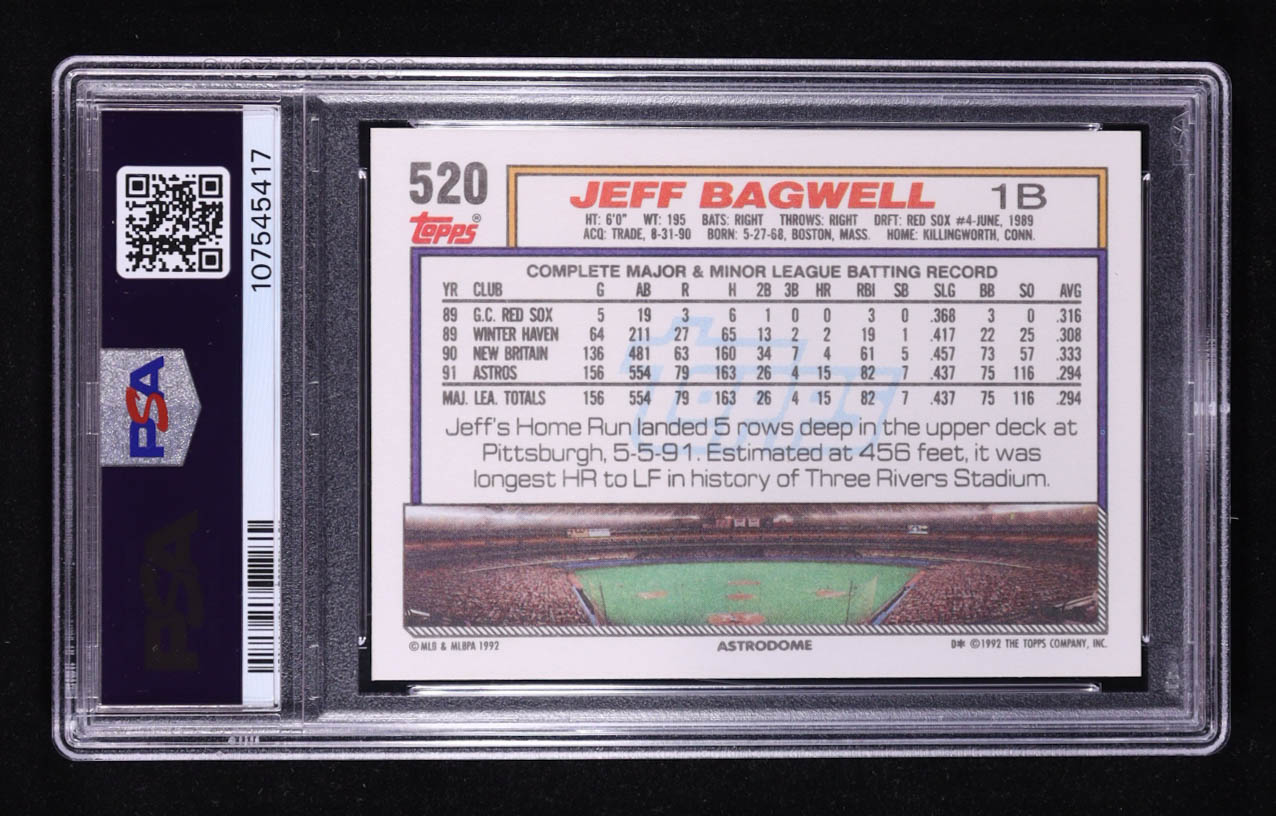 107545417
PSA
PSA
520
topps®
JEFF BAGWELL 1B
HT: 6'0" WT: 195 BATS: RIGHT THROWS: RIGHT DRFT: RED SOX #4-JUNE, 1989
ACQ: TRADE, 8-31-90 BORN: 5-27-68, BOSTON, MASS. HOME: KILLINGWORTH, CONN.
COMPLETE MAJOR & MINOR LEAGUE BATTING RECORD
YR CLUB G AB R H 2B 3B HR RBI SB SLG BB SO AVG
89 G.C. RED SOX 5 19 3 6 1 0 0 3 0 .368 3 0 .316
89 WINTER HAVEN 64 211 27 65 13 2 2 19 1 .417 22 25 .308
90 NEW BRITAIN 136 481 63 160 34 7 4 61 5 .457 73 57 .333
91 ASTROS 156 554 79 163 26 4 15 82 7 .437 75 116 .294
MAJ. LEA. TOTALS 156 554 79 163 26 4 15 82 7 .437 75 116 .294
topps
Jeff's Home Run landed 5 rows deep in the upper deck at
Pittsburgh, 5-5-91. Estimated at 456 feet, it was
longest HR to LF in history of Three Rivers Stadium.
© MLB & MLBPA 1992 ASTRODOME D* © 1992 THE TOPPS COMPANY, INC.